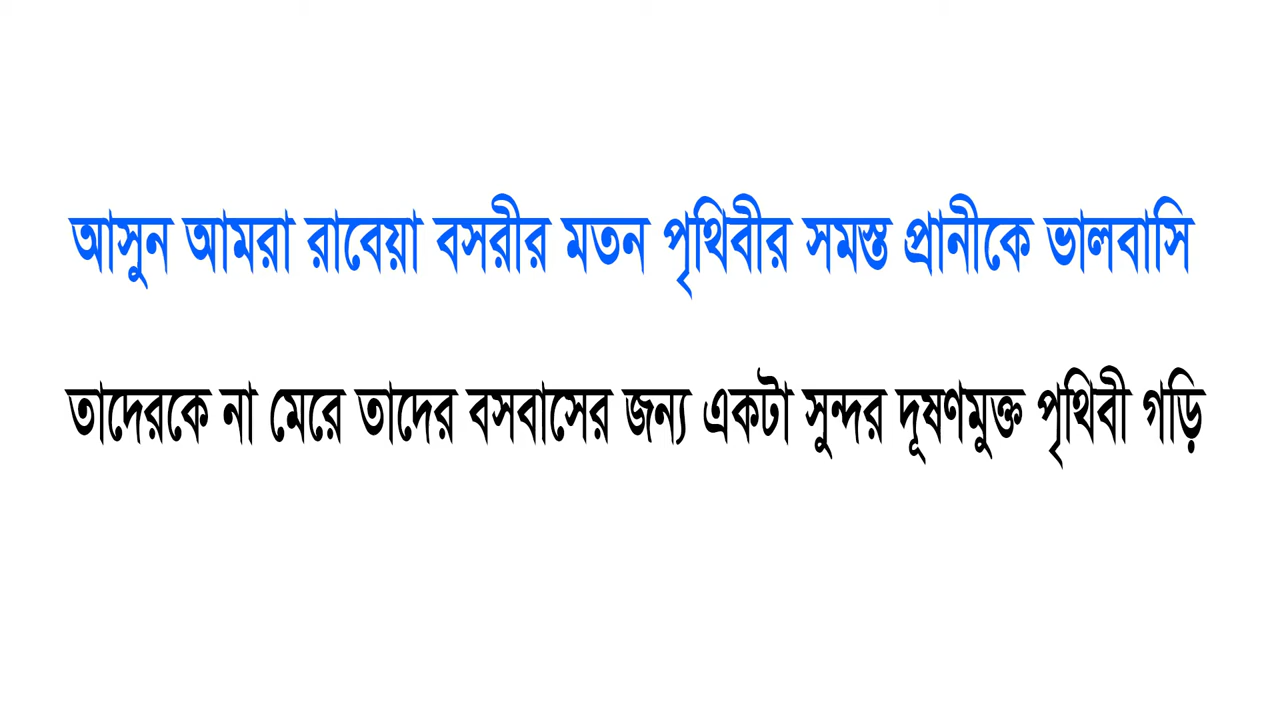 আসুন আমরা রাবেয়া বসরীর মতন পৃথিবীর সমস্ত প্রানীকে ভালবাসি
তাদেরকে না মেরে তাদের বসবাসের জন্য একটা সুন্দর দূষণমুক্ত পৃথিবী গড়ি